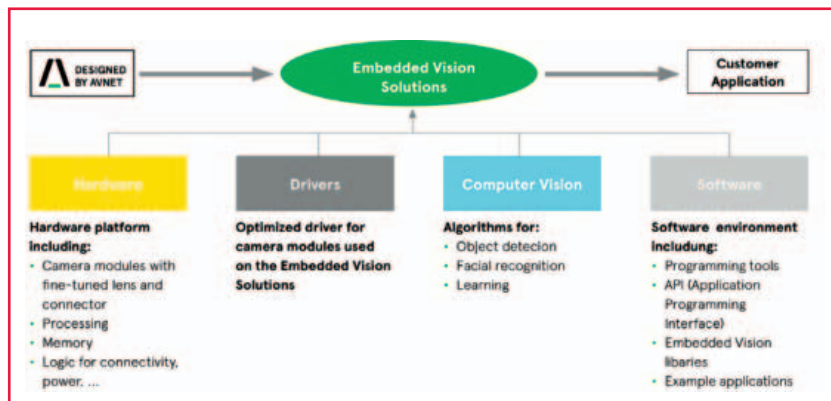 DESIGNED
BY AVNET
Embedded Vision
Solutions
Customer
Application
Hardware
Drivers
Computer Vision
Software
Hardware platform
including:
• Camera modules with
fine-tuned lens and
connector
• Processing
• Memory
• Logic for connectivity,
power, ...
Optimized driver for
camera modules used
on the Embedded Vision
Solutions
Algorithms for:
• Object detecion
• Facial recognition
• Learning
Software environment
includung:
• Programming tools
• API (Application
Programming
Interface)
• Embedded Vision
libaries
• Example applications